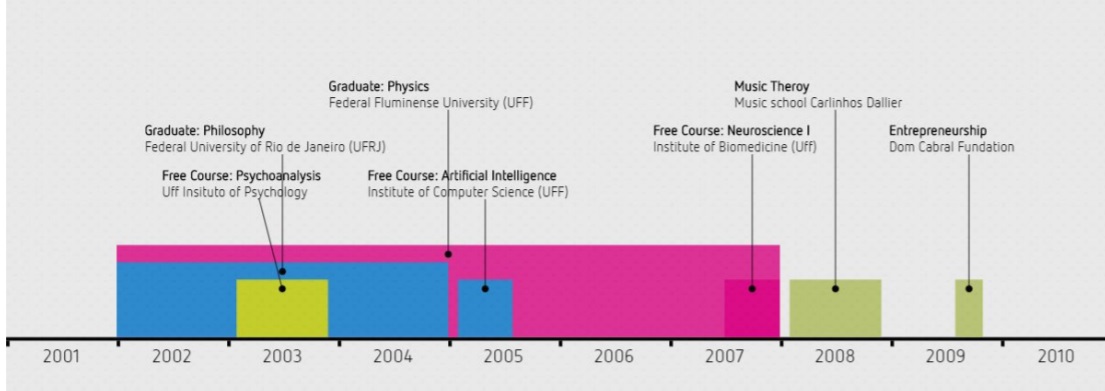 Graduate: Physics
Federal Fluminense University (UFF)
Music Theroy
Music school Carlinhos Dallier
Graduate: Philosophy
Federal University of Rio de Janeiro (UFRJ)
Free Course: Neuroscience I
Institute of Biomedicine (Uff)
Entrepreneurship
Dom Cabral Fundation
Free Course: Psychoanalysis
Uff Insituto of Psychology
Free Course: Artificial Intelligence
Institute of Computer Science (UFF)
2001 2002 2003 2004 2005 2006 2007 2008 2009 2010